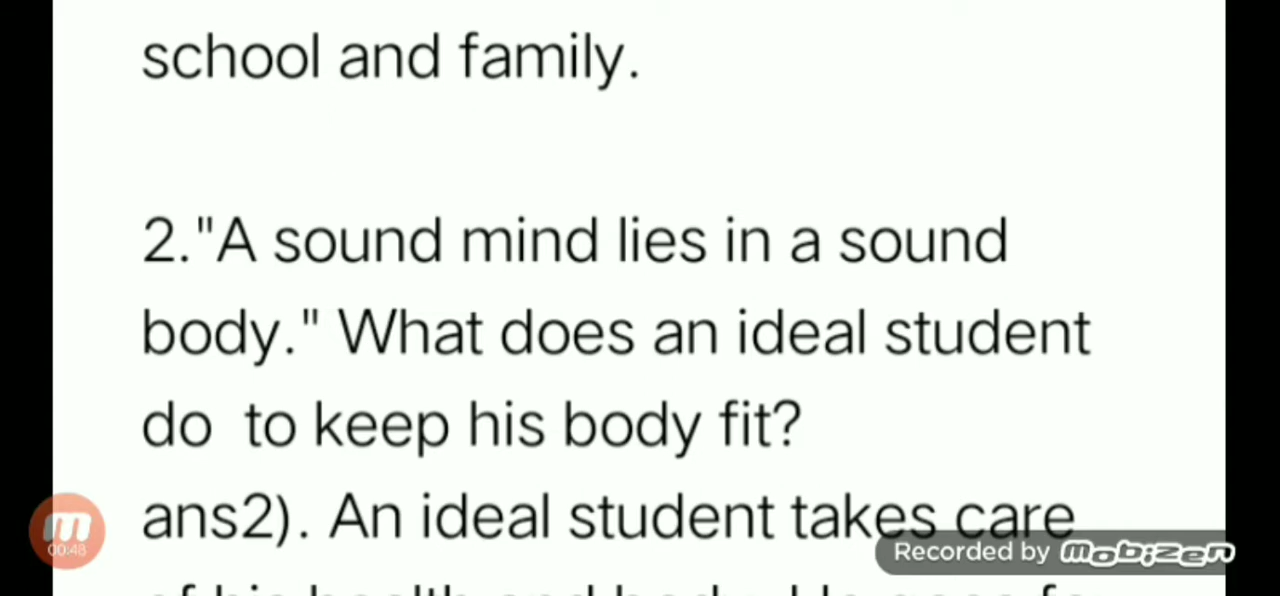 school and family.
2."A sound mind lies in a sound
body." What does an ideal student
do to keep his body fit?
ans2). An ideal student takes care
00:48
Recorded by mobizen